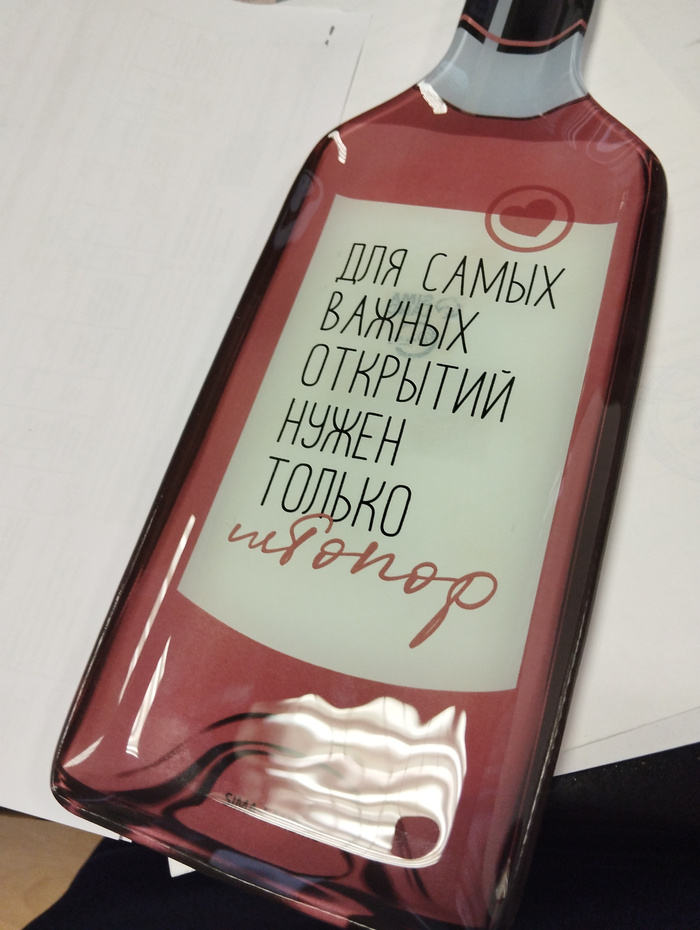 ДЛЯ САМЫХ
ВАЖНЫХ
ОТКРЫТИЙ
НУЖЕН
ТОЛЬКО
штопор